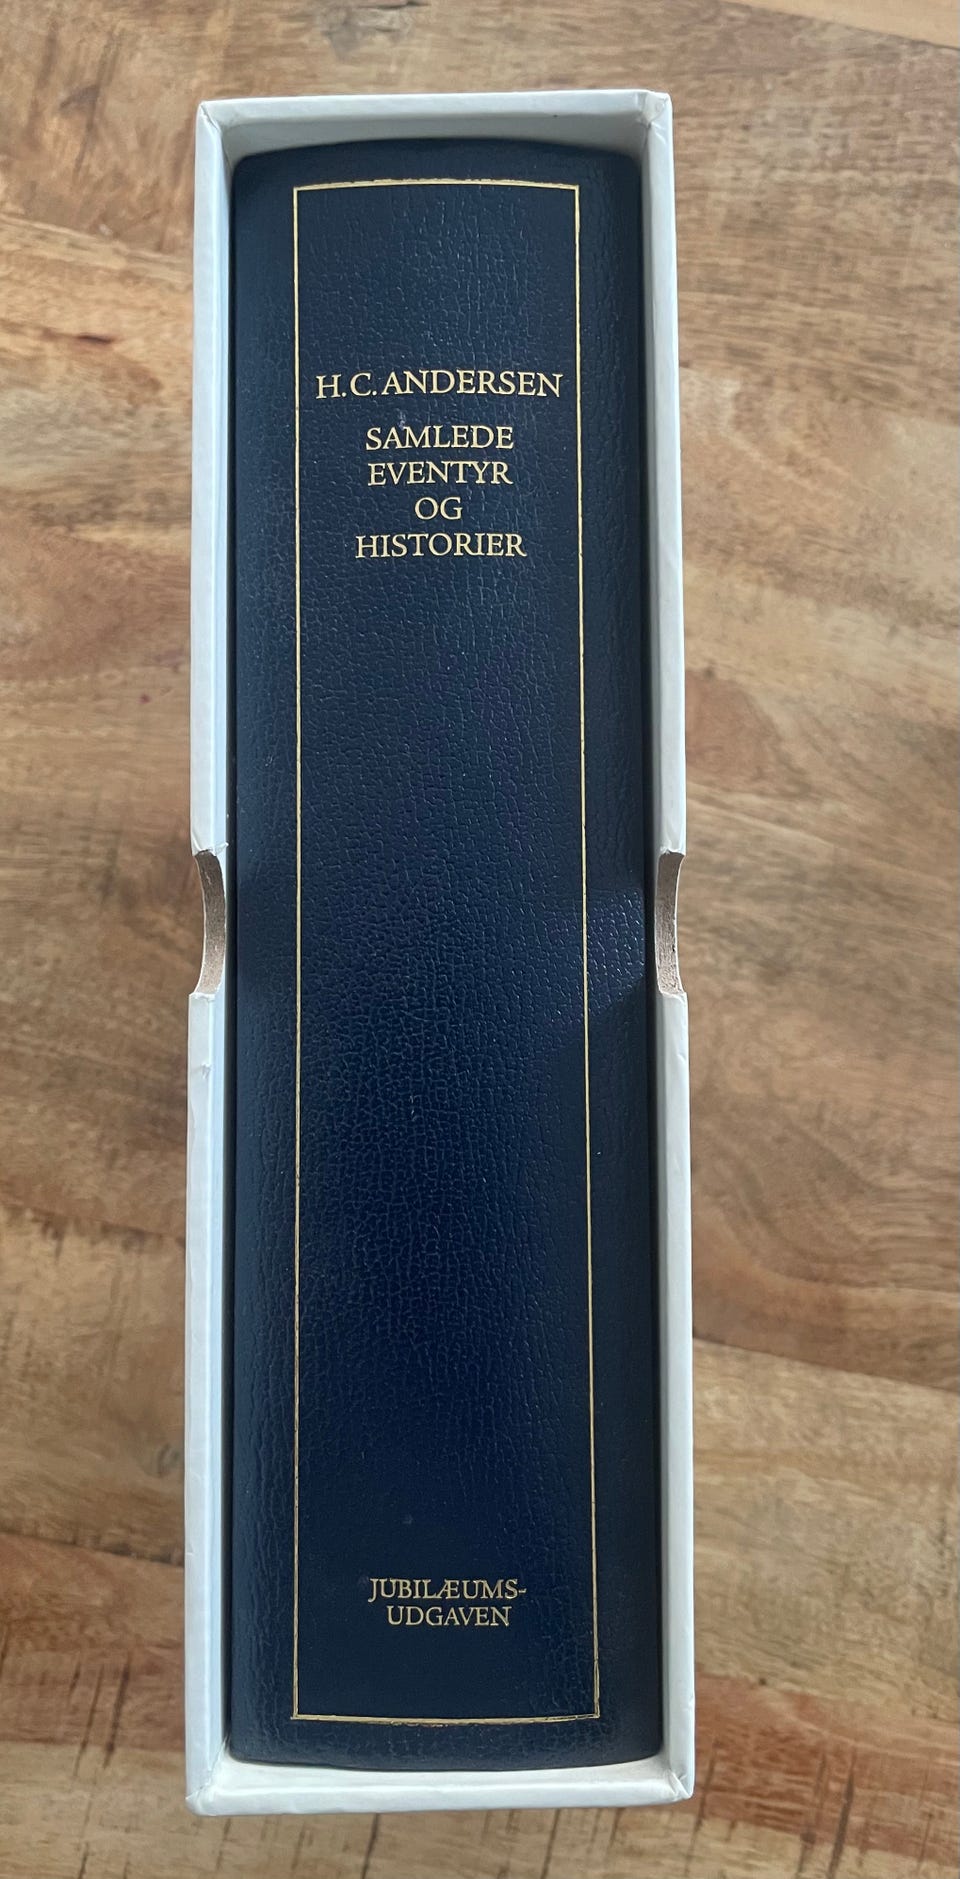 H.C. ANDERSEN
SAMLEDE
EVENTYR
OG
HISTORIER
JUBILÆUMS-
UDGAVEN